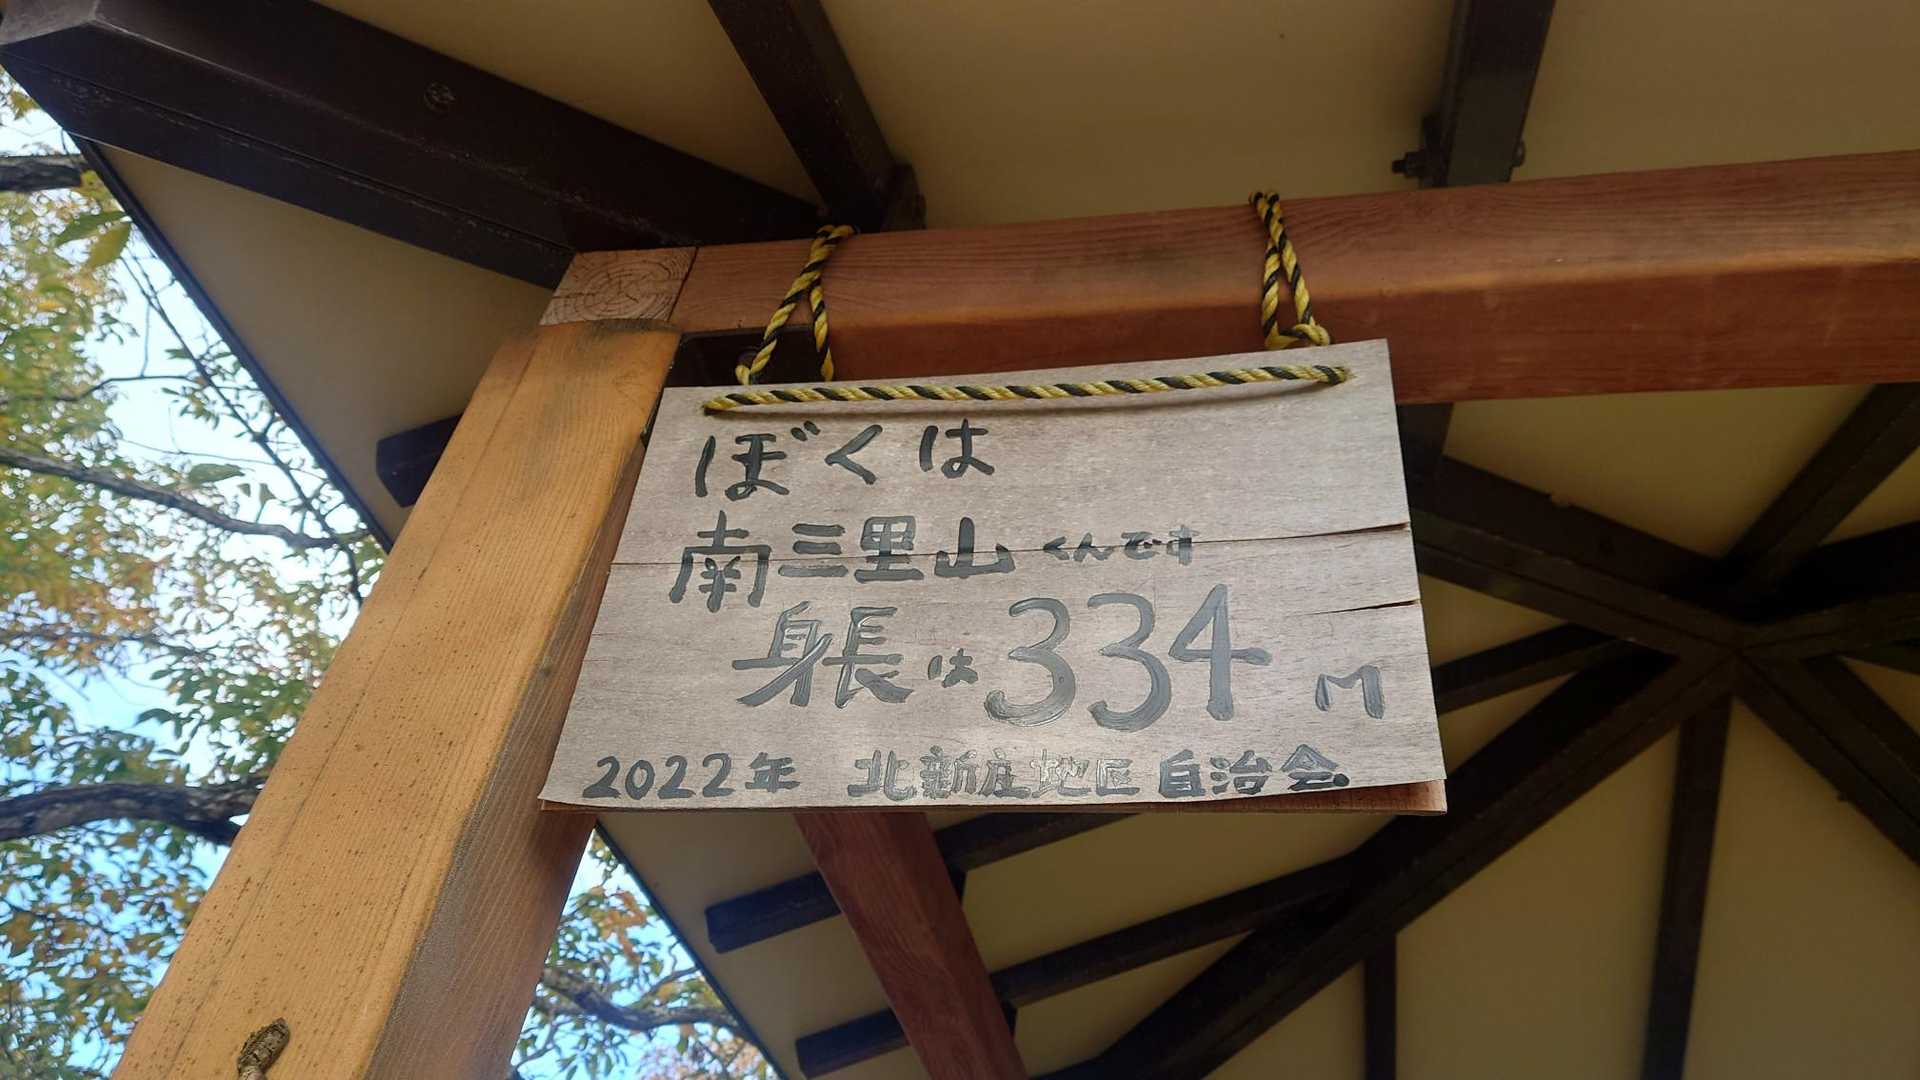 ぼくは
南三里山くんです
身長は334M
2022年 北新庄地区自治会